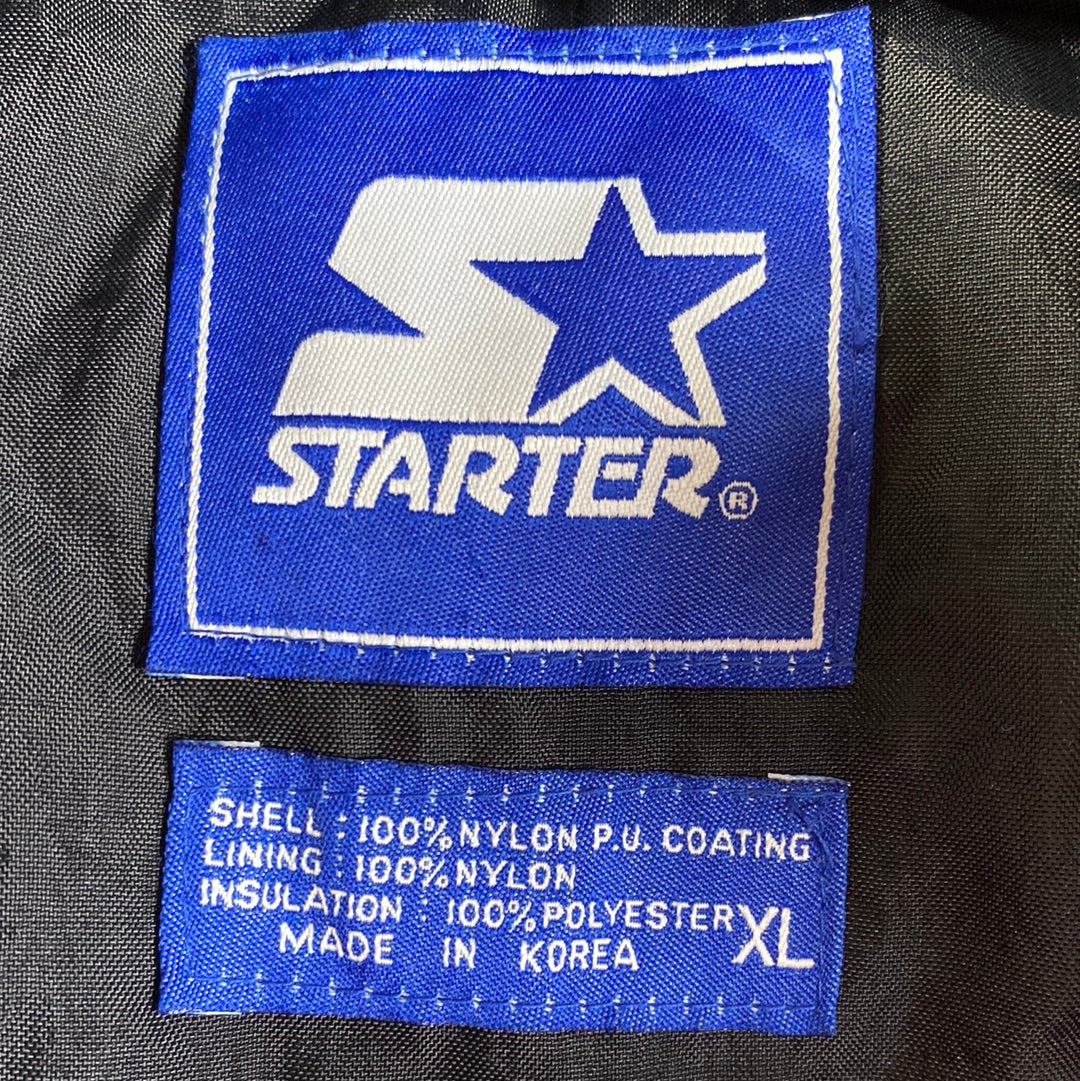 STARTER®
SHELL : 100% NYLON P.U. COATING
LINING : 100% NYLON
INSULATION : 100% POLYESTER XL
MADE IN KOREA